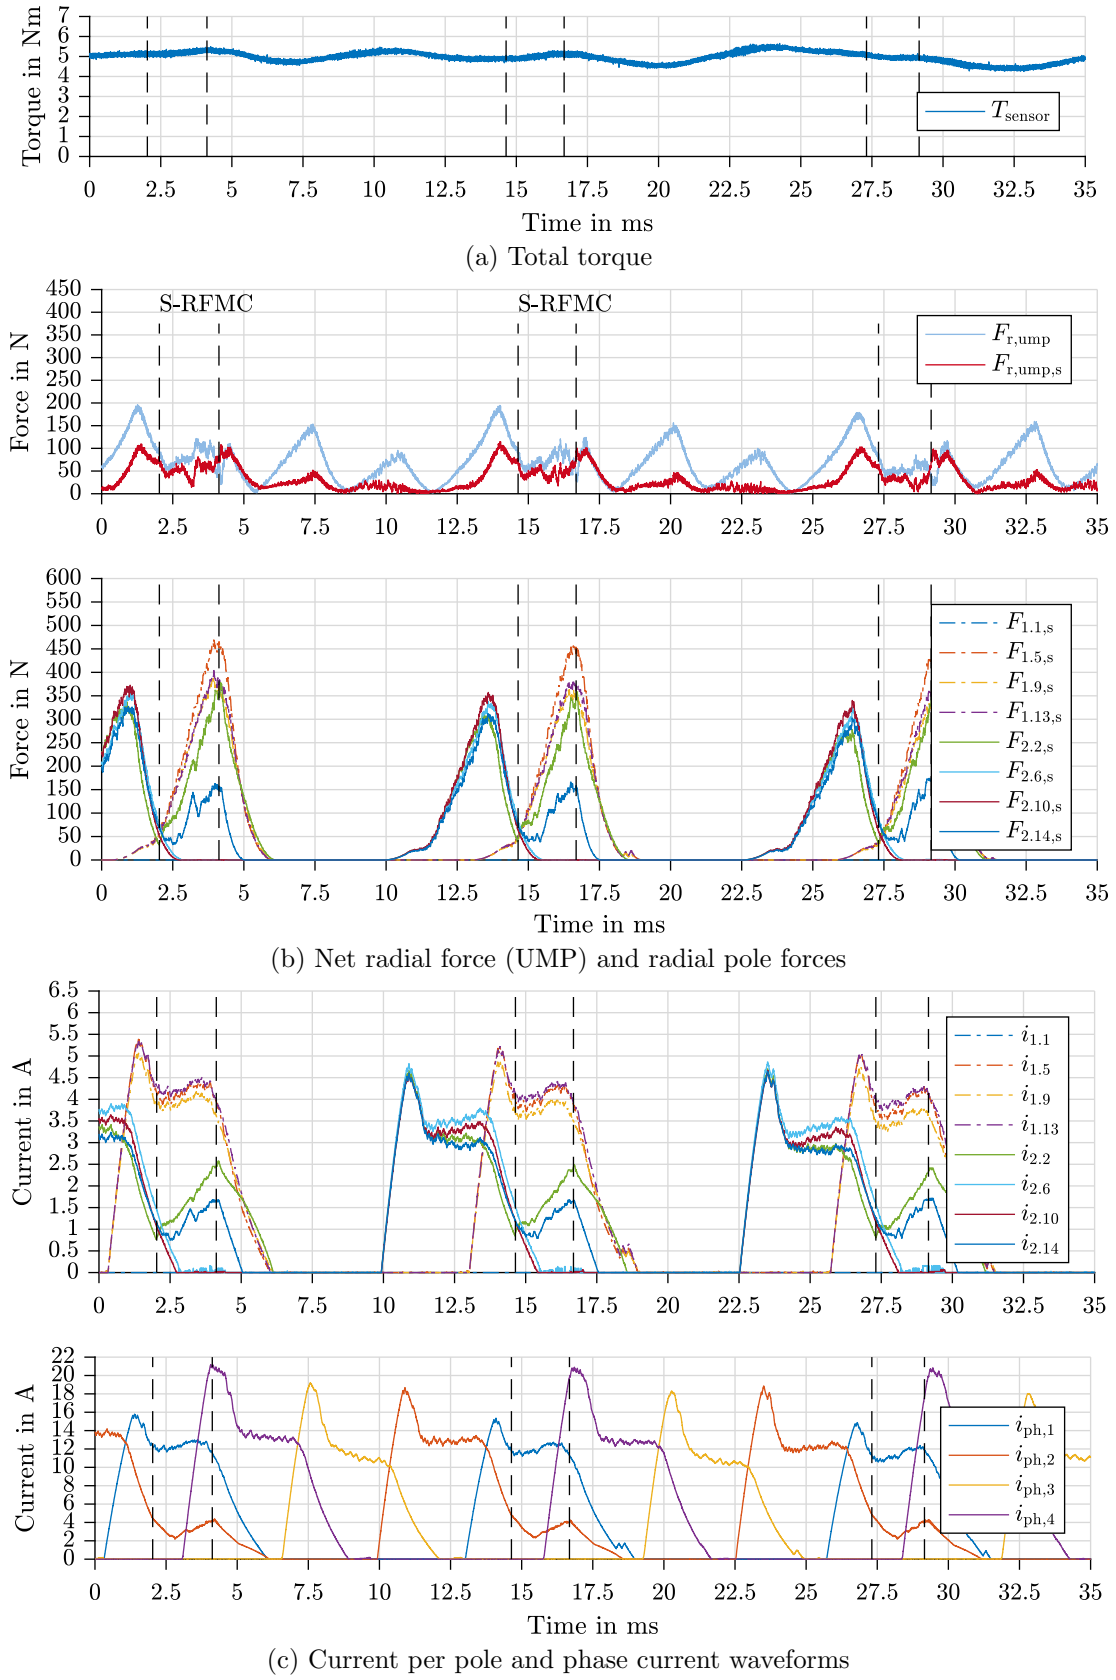 Torque in Nm
7
6
5
4
3
2
1
0
T_sensor
0 2.5 5 7.5 10 12.5 15 17.5 20 22.5 25 27.5 30 32.5 35
Time in ms
(a) Total torque
Force in N
450
400
350
300
250
200
150
100
50
0
S-RFMC S-RFMC
F_r,ump
F_r,ump,s
0 2.5 5 7.5 10 12.5 15 17.5 20 22.5 25 27.5 30 32.5 35
Force in N
600
550
500
450
400
350
300
250
200
150
100
50
0
F_1.1,s
F_1.5,s
F_1.9,s
F_1.13,s
F_2.2,s
F_2.6,s
F_2.10,s
F_2.14,s
0 2.5 5 7.5 10 12.5 15 17.5 20 22.5 25 27.5 30 32.5 35
Time in ms
(b) Net radial force (UMP) and radial pole forces
Current in A
6.5
6
5.5
5
4.5
4
3.5
3
2.5
2
1.5
1
0.5
0
i_1.1
i_1.5
i_1.9
i_1.13
i_2.2
i_2.6
i_2.10
i_2.14
0 2.5 5 7.5 10 12.5 15 17.5 20 22.5 25 27.5 30 32.5 35
Current in A
22
20
18
16
14
12
10
8
6
4
2
0
i_ph,1
i_ph,2
i_ph,3
i_ph,4
0 2.5 5 7.5 10 12.5 15 17.5 20 22.5 25 27.5 30 32.5 35
Time in ms
(c) Current per pole and phase current waveforms